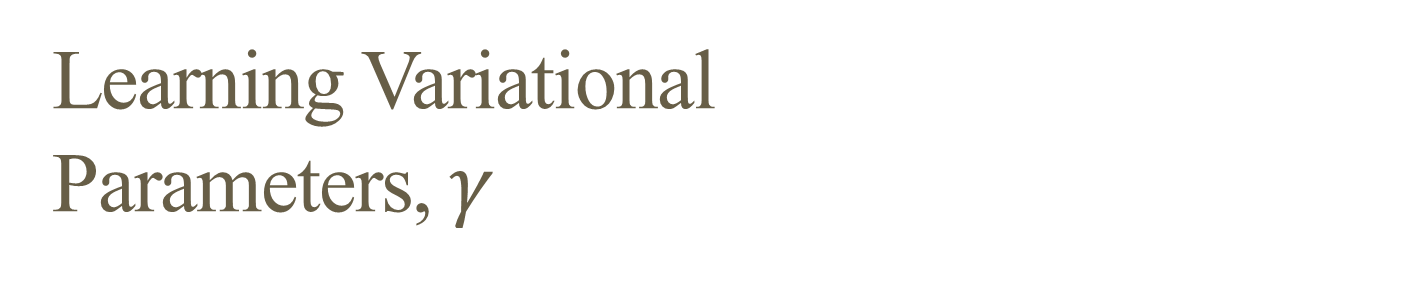 Learning Variational
Parameters, γ